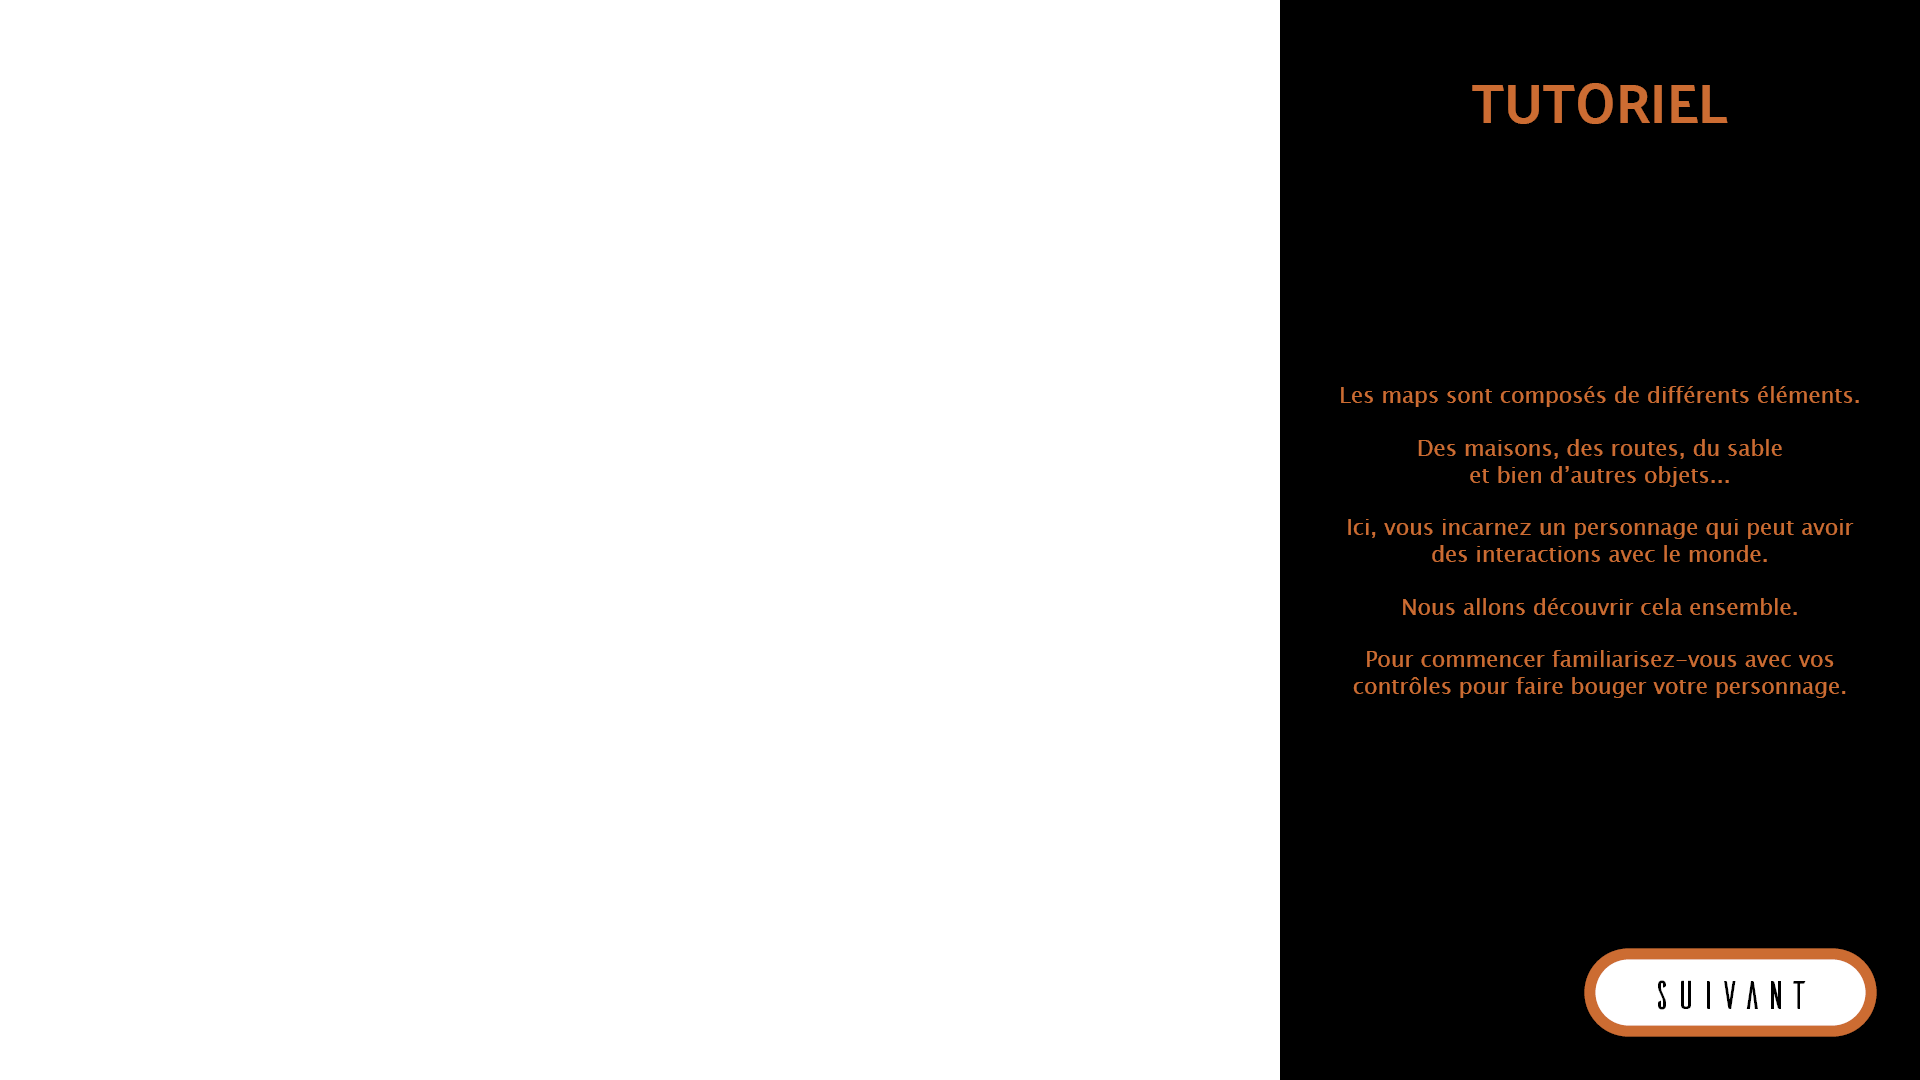 TUTORIEL
Les maps sont composés de différents éléments.
Des maisons, des routes, du sable
et bien d’autres objets...
Ici, vous incarnez un personnage qui peut avoir
des interactions avec le monde.
Nous allons découvrir cela ensemble.
Pour commencer familiarisez-vous avec vos
contrôles pour faire bouger votre personnage.
SUIVANT